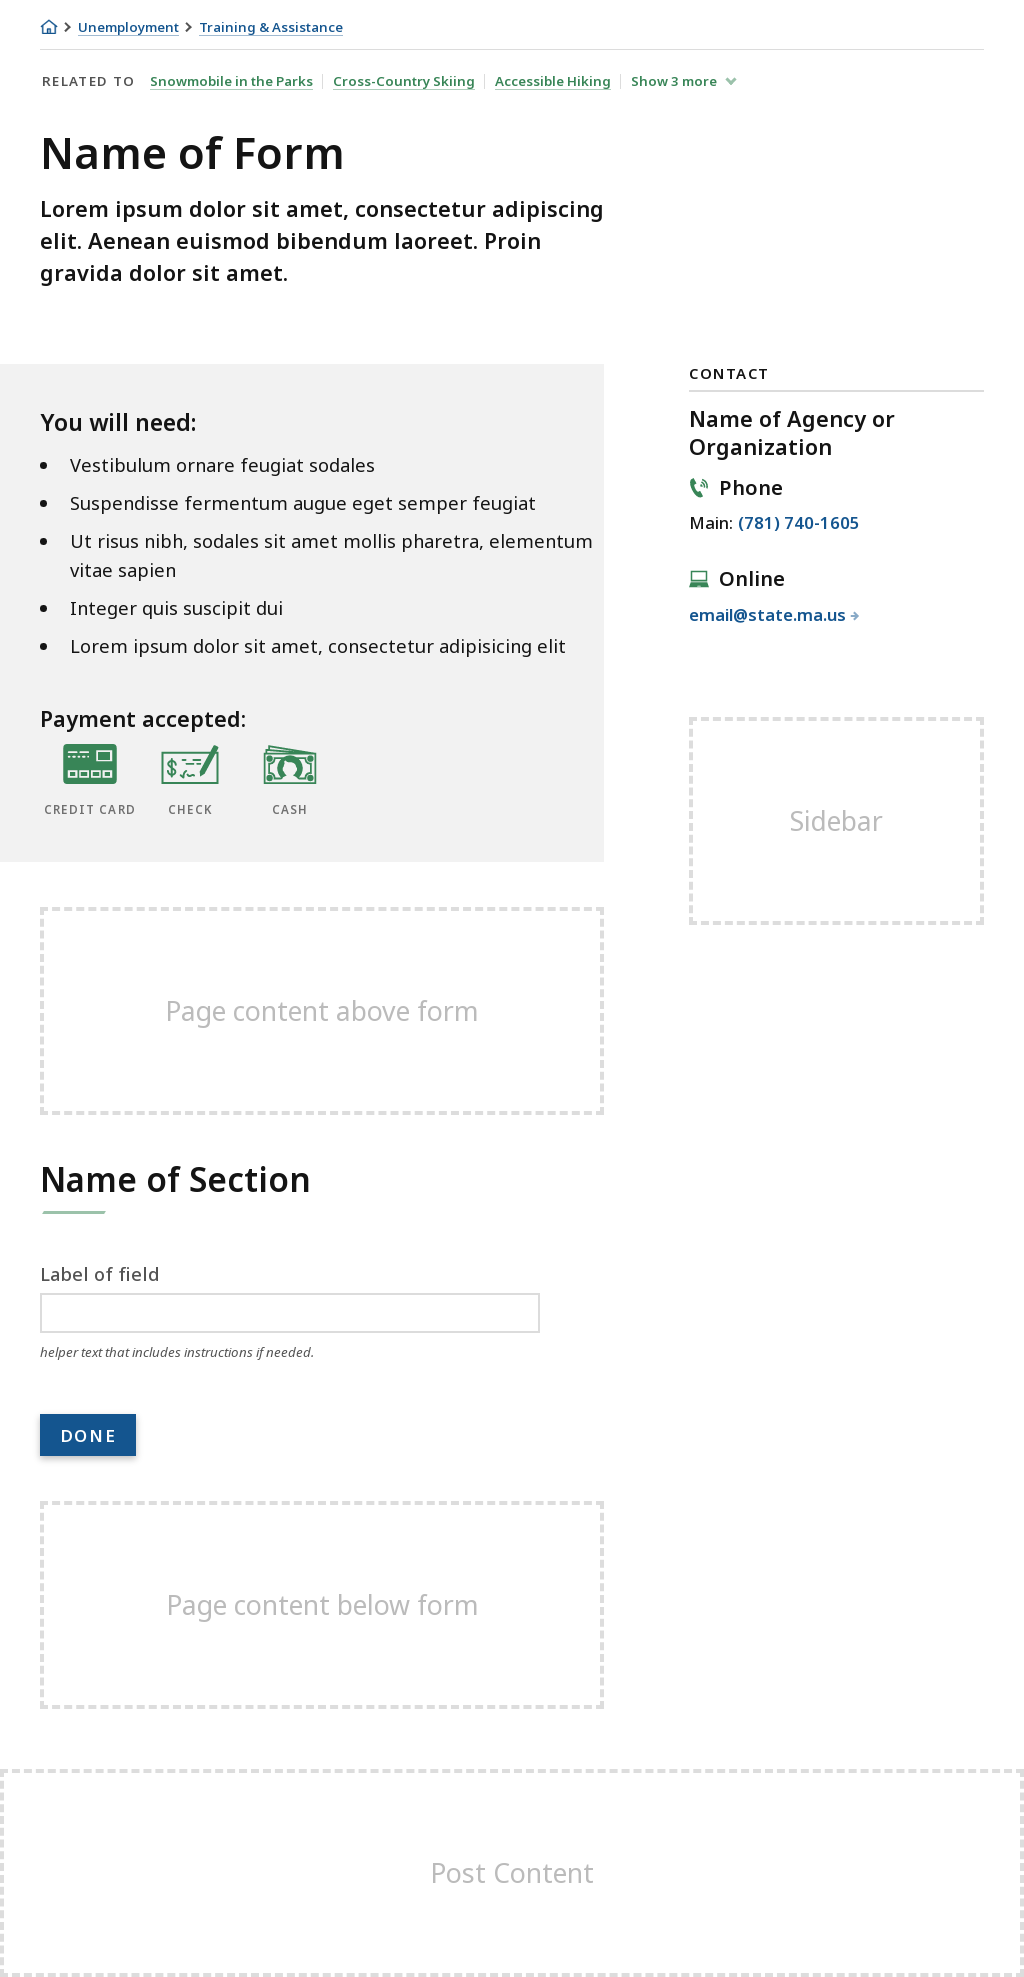 Unemployment Training & Assistance
RELATED TO Snowmobile in the Parks Cross-Country Skiing Accessible Hiking Show 3 more
Name of Form
Lorem ipsum dolor sit amet, consectetur adipiscing
elit. Aenean euismod bibendum laoreet. Proin
gravida dolor sit amet.
You will need:
Vestibulum ornare feugiat sodales
Suspendisse fermentum augue eget semper feugiat
Ut risus nibh, sodales sit amet mollis pharetra, elementum
vitae sapien
Integer quis suscipit dui
Lorem ipsum dolor sit amet, consectetur adipisicing elit
Payment accepted:
CREDIT CARD CHECK CASH
CONTACT
Name of Agency or
Organization
Phone
Main: (781) 740-1605
Online
email@state.ma.us
Sidebar
Page content above form
Name of Section
Label of field
helper text that includes instructions if needed.
DONE
Page content below form
Post Content